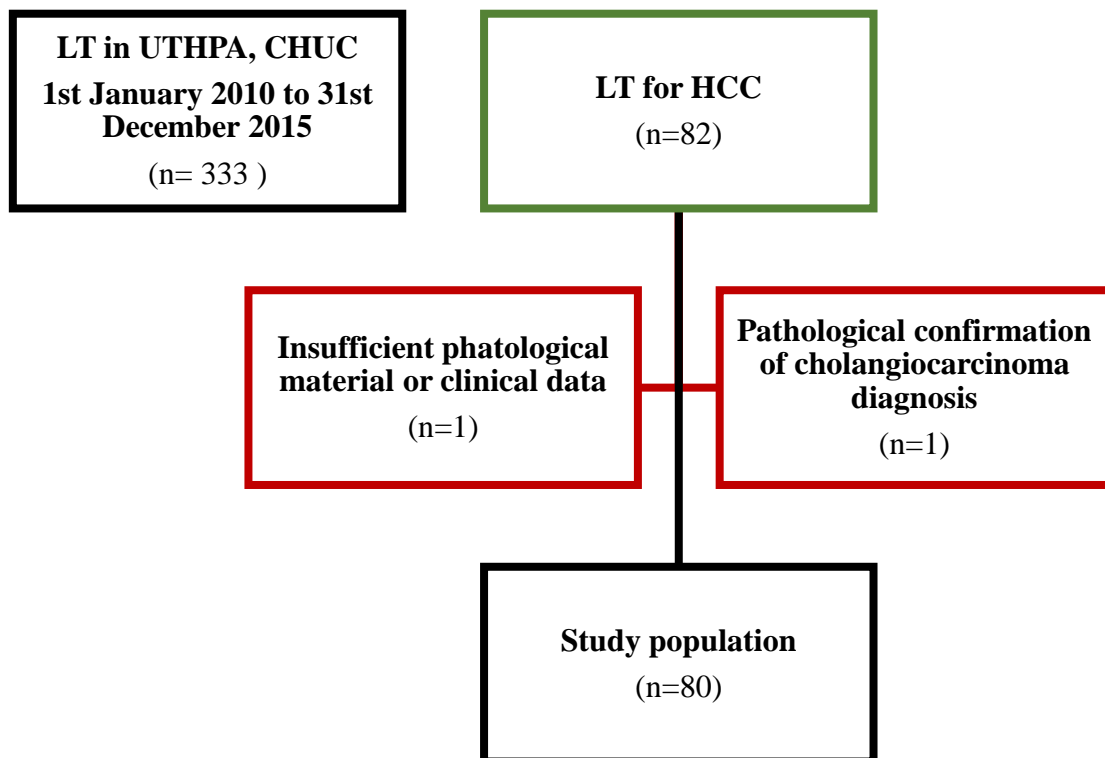 LT in UTHPA, CHUC
1st January 2010 to 31st
December 2015
(n= 333 )
LT for HCC
(n=82)
Insufficient phatological
material or clinical data
(n=1)
Pathological confirmation
of cholangiocarcinoma
diagnosis
(n=1)
Study population
(n=80)